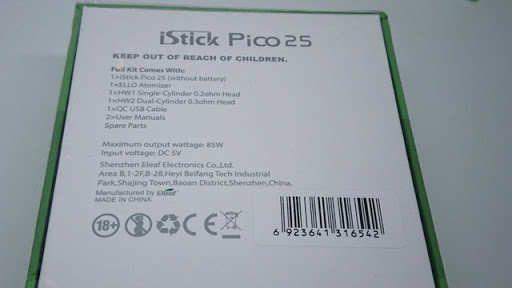 iStick Pico 25
KEEP OUT OF REACH OF CHILDREN.
Full Kit Comes With:
1×iStick Pico 25 (without battery)
1×ELLO Atomizer
1×HW1 Single-Cylinder 0.2ohm Head
1×HW2 Dual-Cylinder 0.3ohm Head
1×QC USB Cable
2×User Manuals
Spare Parts
Maximum output wattage: 85W
Input voltage: DC 5V
Shenzhen Eleaf Electronics Co.,Ltd.
Area B,1-2F,B-28,Heyi Beifang Tech Industrial
Park,Shajing Town,Baoan District,Shenzhen,China.
Manufactured by Eleaf
MADE IN CHINA
18+ CE
6 923641 316542